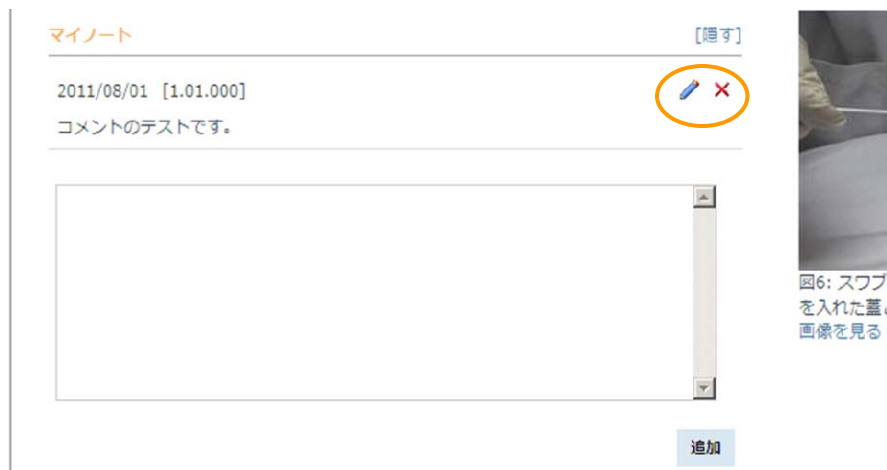 マイノート
[隠す]
2011/08/01 [1.01.000]
コメントのテストです。
追加
図6: スワブ
を入れた蓋
画像を見る